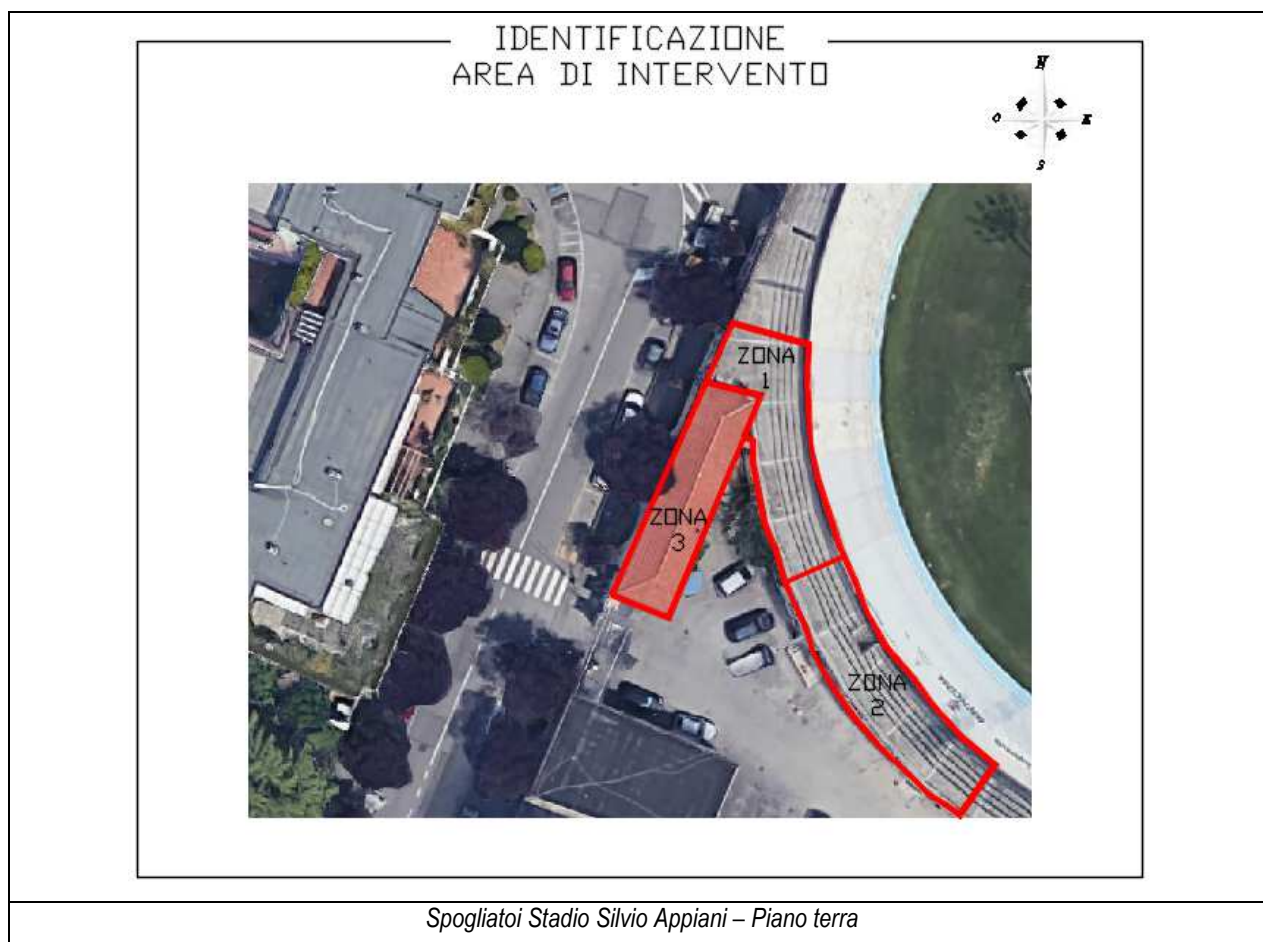 IDENTIFICAZIONE
AREA DI INTERVENTO
N
O
E
S
ZONA
1
ZONA
3
ZONA
2
Spogliatoi Stadio Silvio Appiani – Piano terra